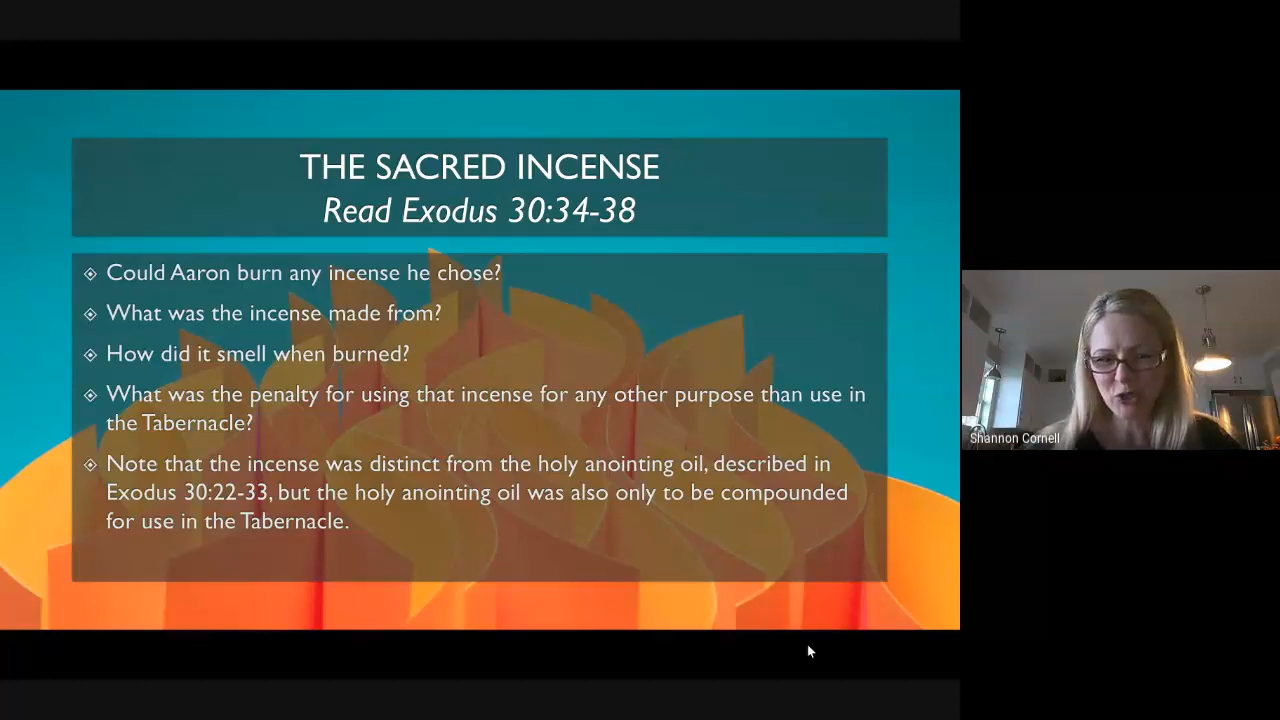 THE SACRED INCENSE
Read Exodus 30:34-38
Could Aaron burn any incense he chose?
What was the incense made from?
How did it smell when burned?
What was the penalty for using that incense for any other purpose than use in
the Tabernacle?
Note that the incense was distinct from the holy anointing oil, described in
Exodus 30:22-33, but the holy anointing oil was also only to be compounded
for use in the Tabernacle.
Shannon Cornell